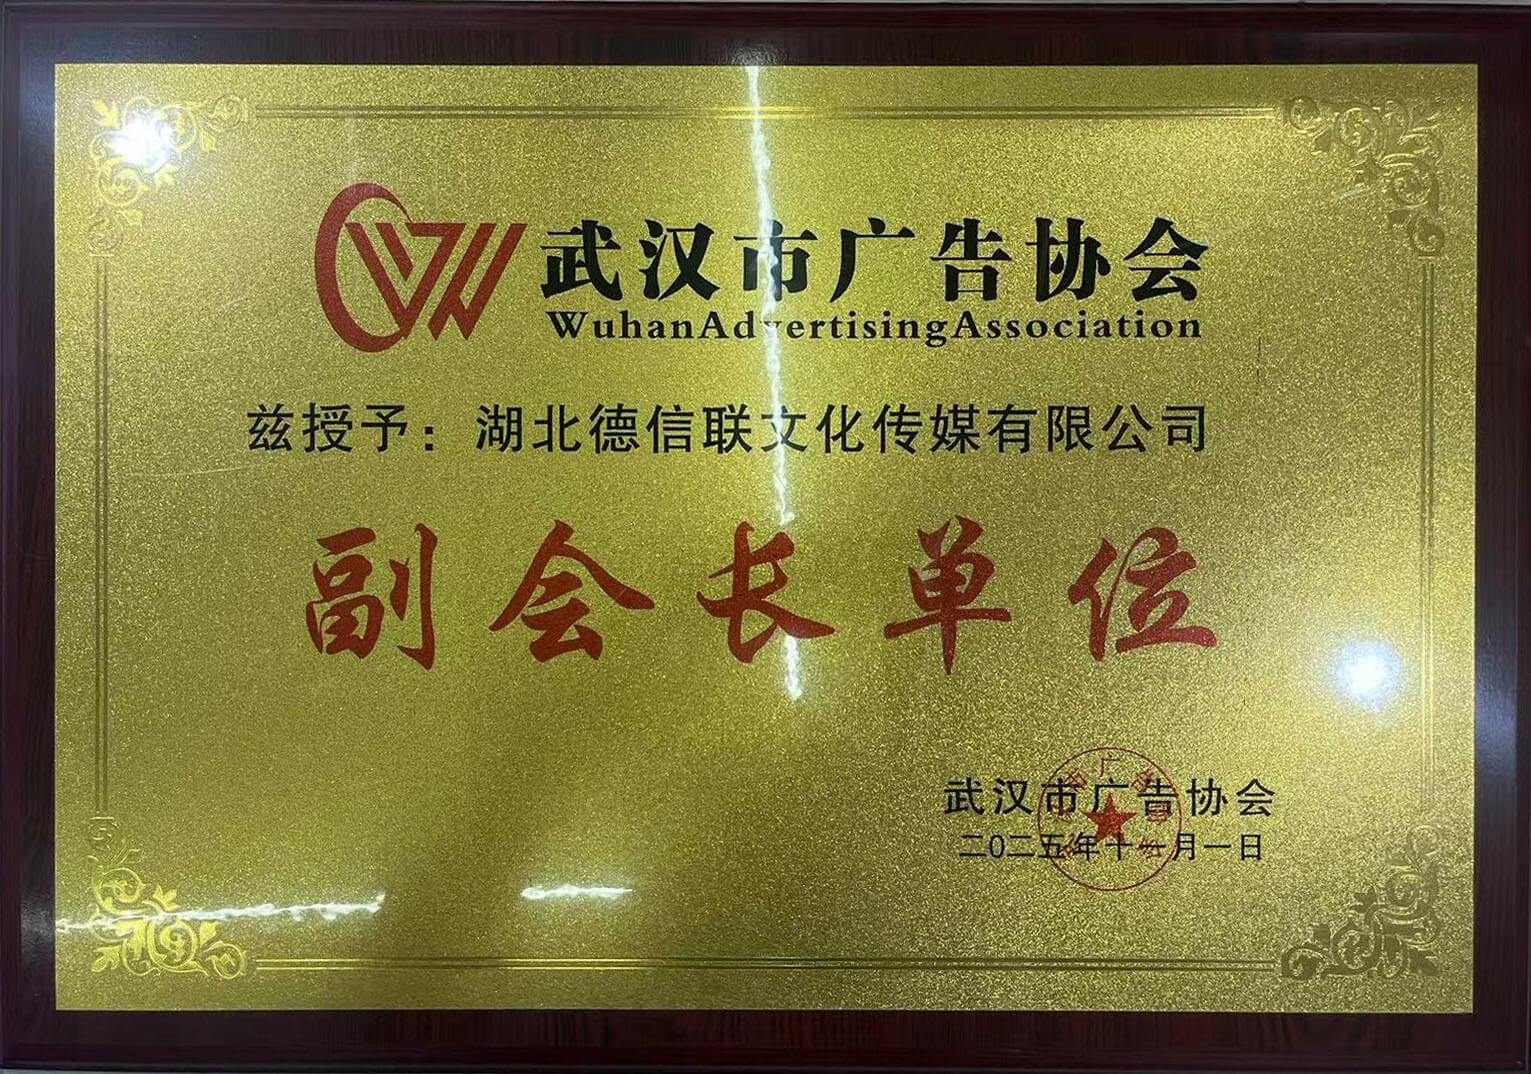 武汉市广告协会
WuhanAdvertisingAssociation
兹授予：湖北德信联文化传媒有限公司
副会长单位
武汉市广告协会
二〇二五年十一月一日